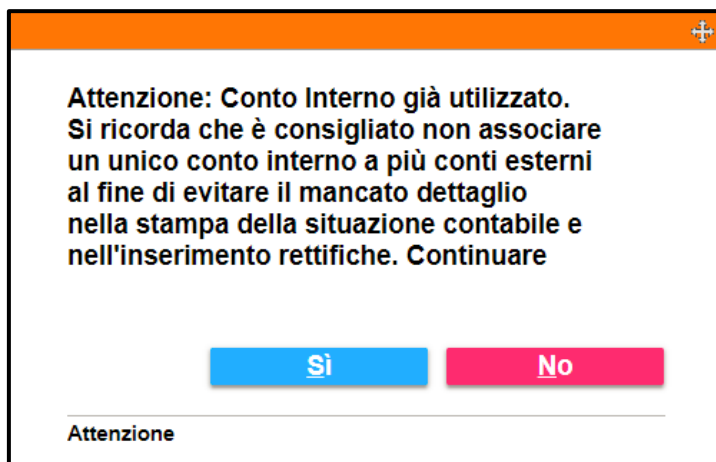 Attenzione: Conto Interno già utilizzato.
Si ricorda che è consigliato non associare
un unico conto interno a più conti esterni
al fine di evitare il mancato dettaglio
nella stampa della situazione contabile e
nell'inserimento rettifiche. Continuare
Sì
No
Attenzione